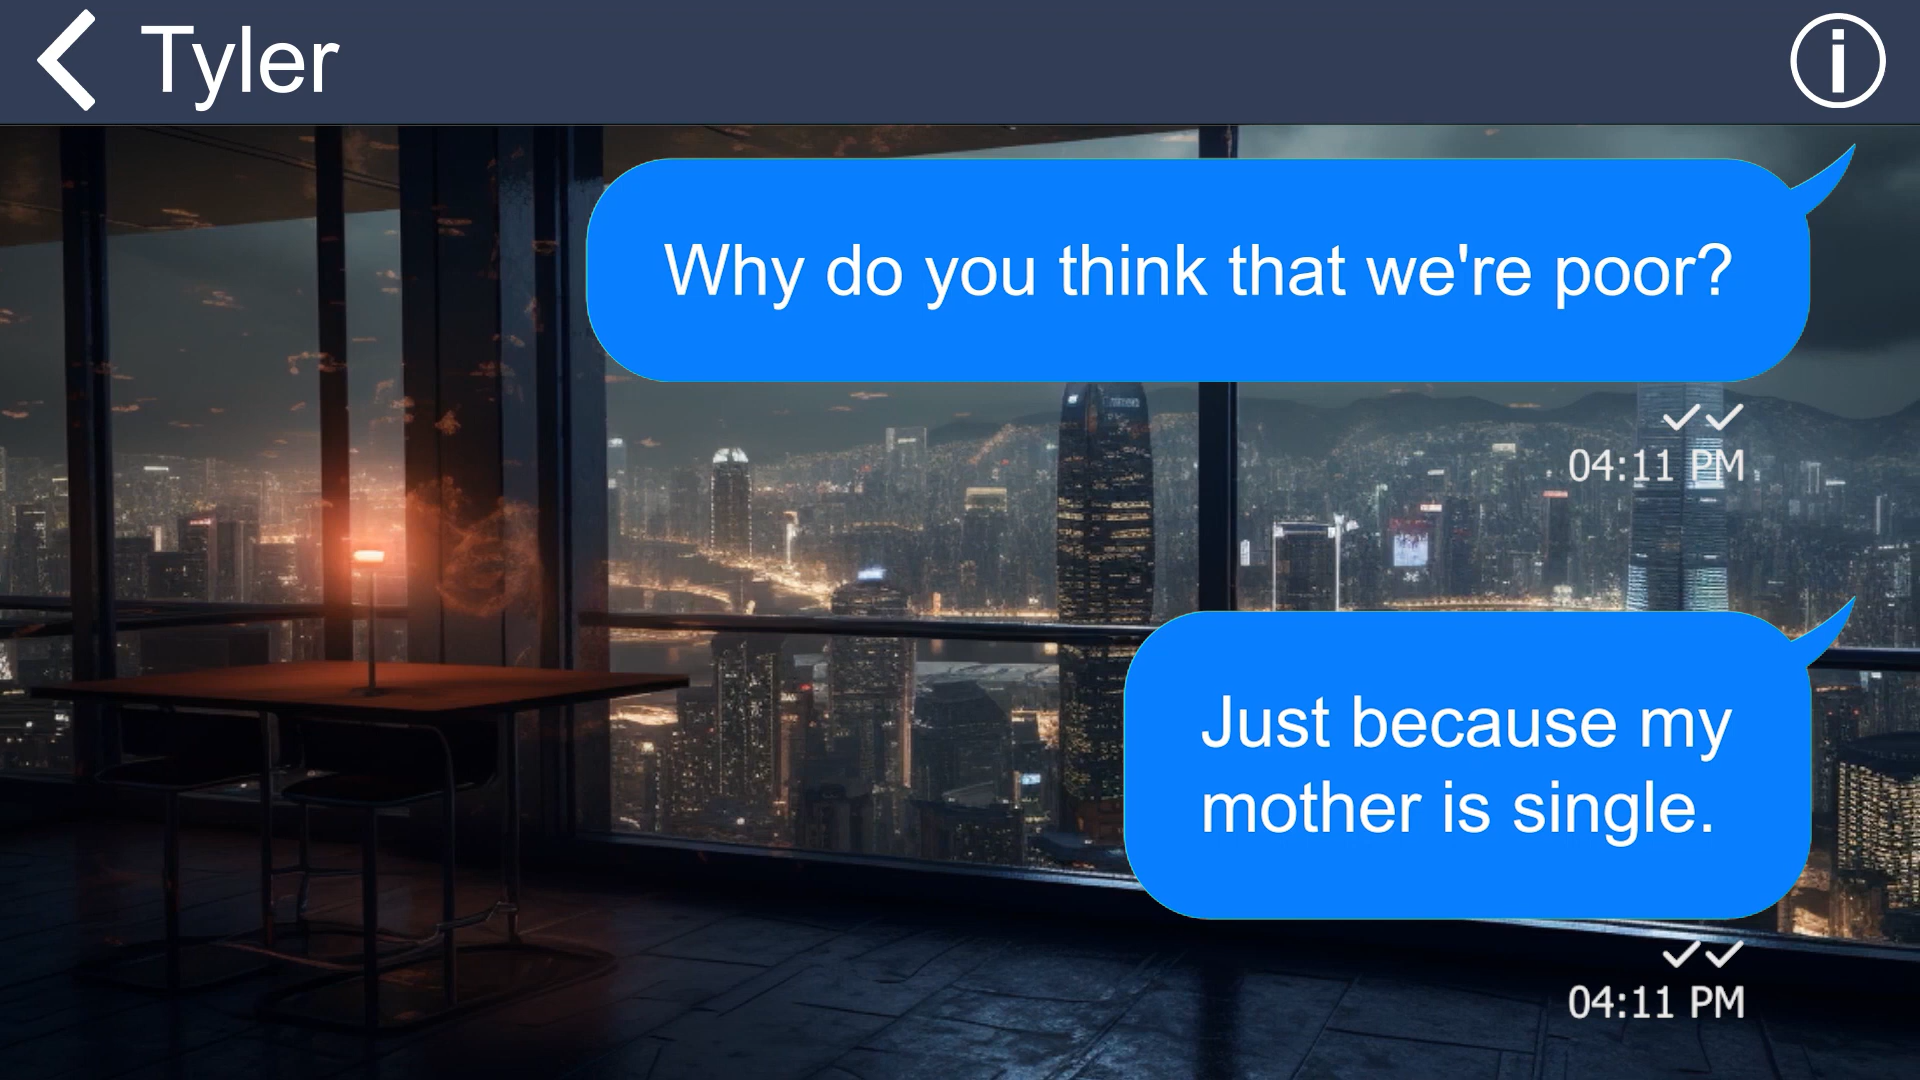 Tyler
Why do you think that we're poor?
04:11 PM
Just because my
mother is single.
04:11 PM